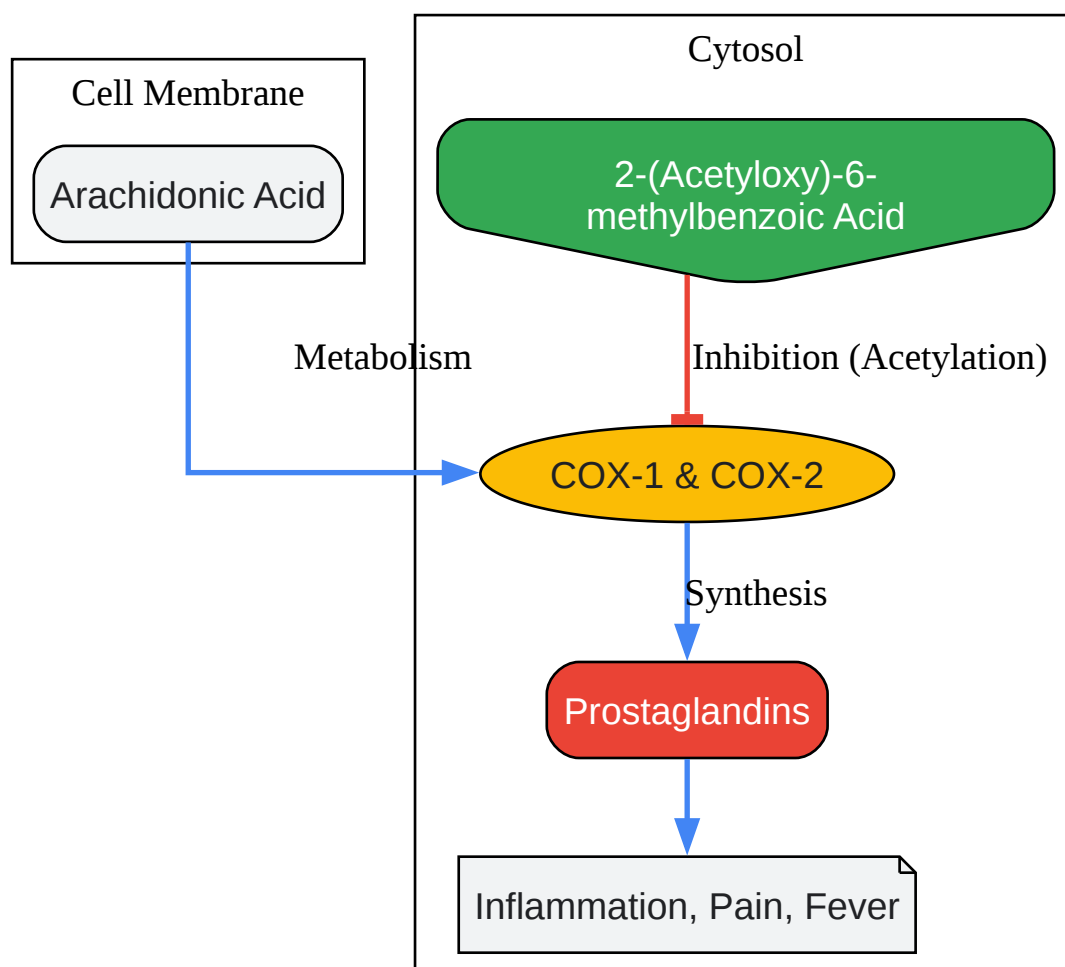 Cytosol
Cell Membrane
Arachidonic Acid
2-(Acetyloxy)-6-
methylbenzoic Acid
Metabolism
Inhibition (Acetylation)
COX-1 & COX-2
Synthesis
Prostaglandins
Inflammation, Pain, Fever